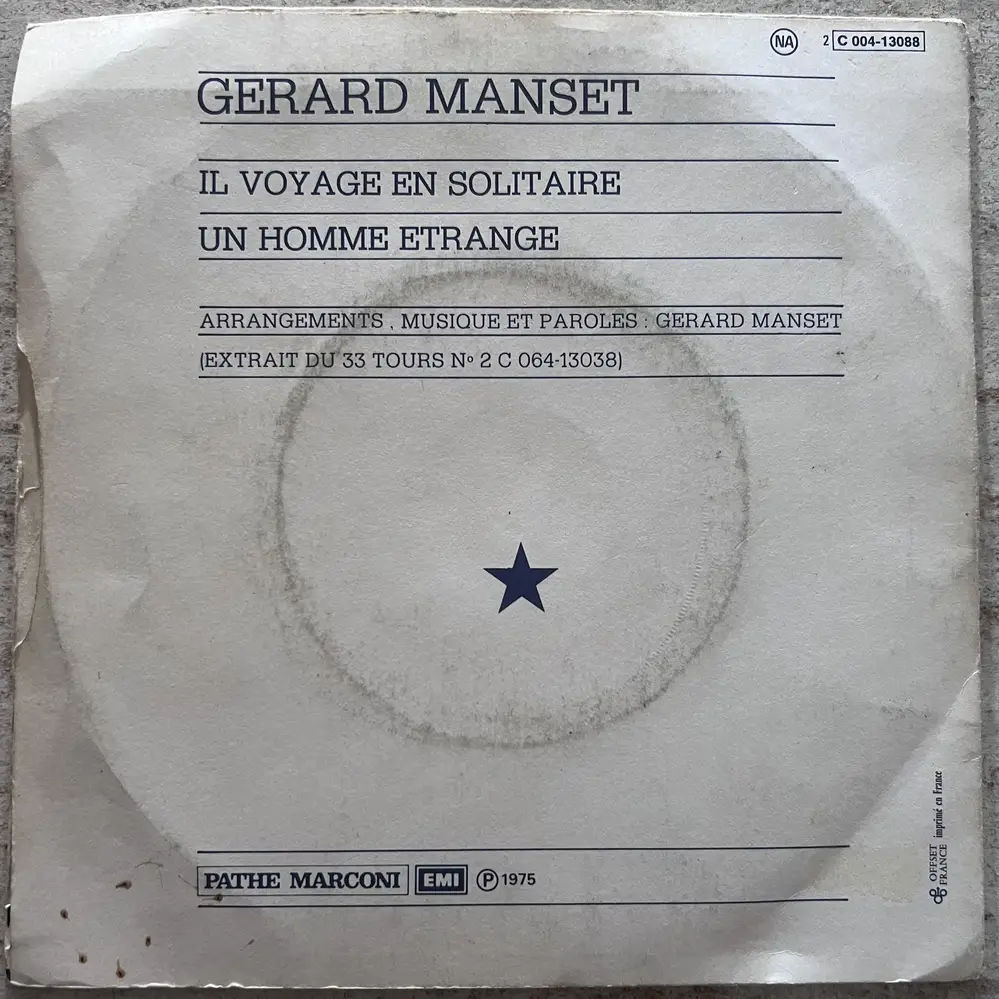 NA 2 C 004-13088
GERARD MANSET
IL VOYAGE EN SOLITAIRE
UN HOMME ETRANGE
ARRANGEMENTS , MUSIQUE ET PAROLES : GERARD MANSET
(EXTRAIT DU 33 TOURS Nº 2 C 064-13038)
PATHE MARCONI EMI Ⓟ 1975
OFFSET
FRANCE imprimé en France